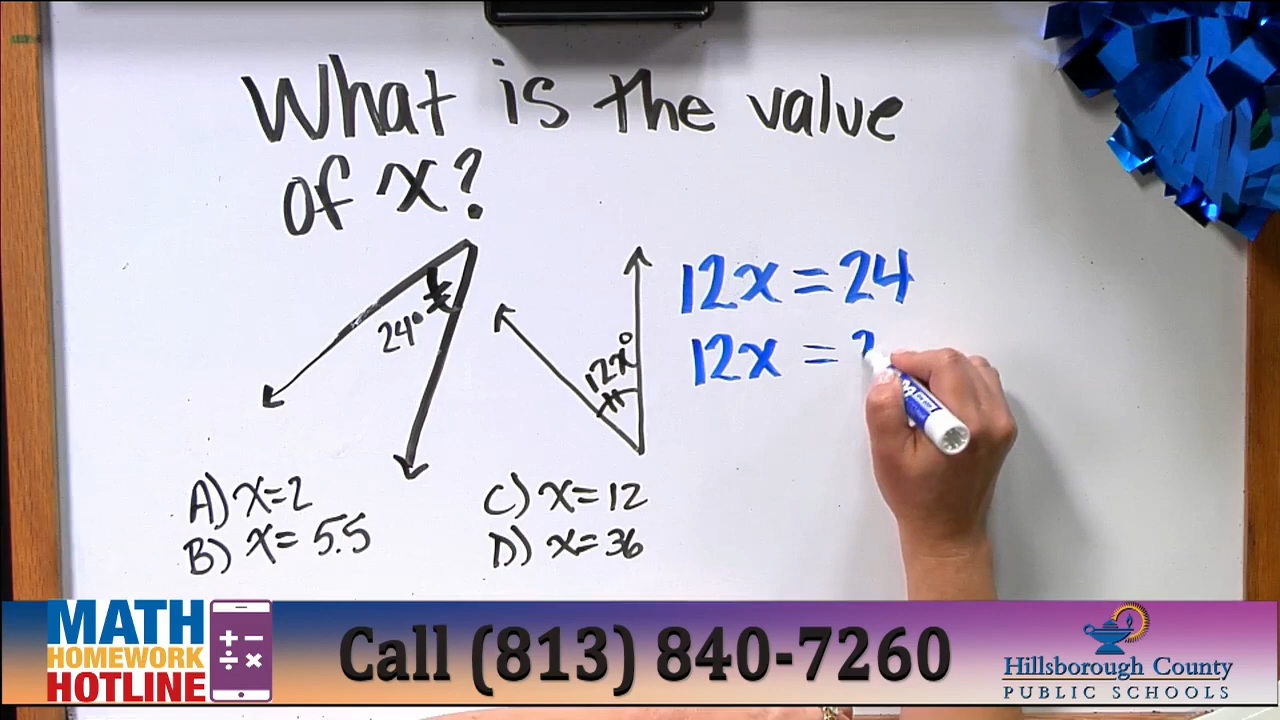 What is the value
of x?
24°
12x°
12x = 24
12x =
A) x=2
B) x= 5.5
C) x=12
D) x=36
MATH
HOMEWORK
HOTLINE
+ −
÷ ×
Call (813) 840-7260
Hillsborough County
PUBLIC SCHOOLS